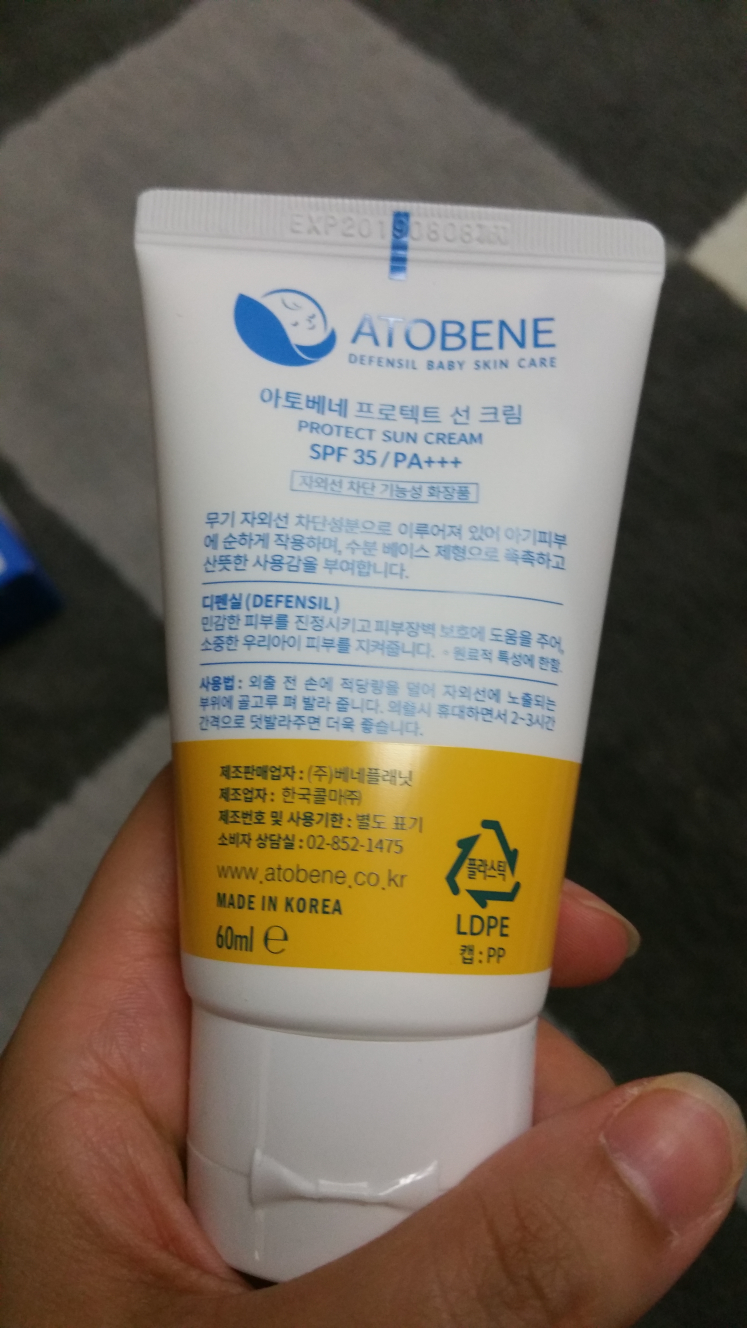 EXP20190808
ATOBENE
DEFENSIL BABY SKIN CARE
아토베네 프로텍트 선 크림
PROTECT SUN CREAM
SPF 35/PA+++
자외선 차단 기능성 화장품
무기 자외선 차단성분으로 이루어져 있어 아기피부
에 순하게 작용하며, 수분 베이스 제형으로 촉촉하고
산뜻한 사용감을 부여합니다.
디펜실(DEFENSIL)
민감한 피부를 진정시키고 피부장벽 보호에 도움을 주어,
소중한 우리아이 피부를 지켜줍니다. *원료적 특성에 한함.
사용법: 외출 전 손에 적당량을 덜어 자외선에 노출되는
부위에 골고루 펴 발라 줍니다. 외출시 휴대하면서 2~3시간
간격으로 덧발라주면 더욱 좋습니다.
제조판매업자: (주)베네플래닛
제조업자: 한국콜마㈜
제조번호 및 사용기한: 별도 표기
소비자 상담실: 02-852-1475
www.atobene.co.kr
MADE IN KOREA
60ml ℮
플라스틱
LDPE
캡: PP